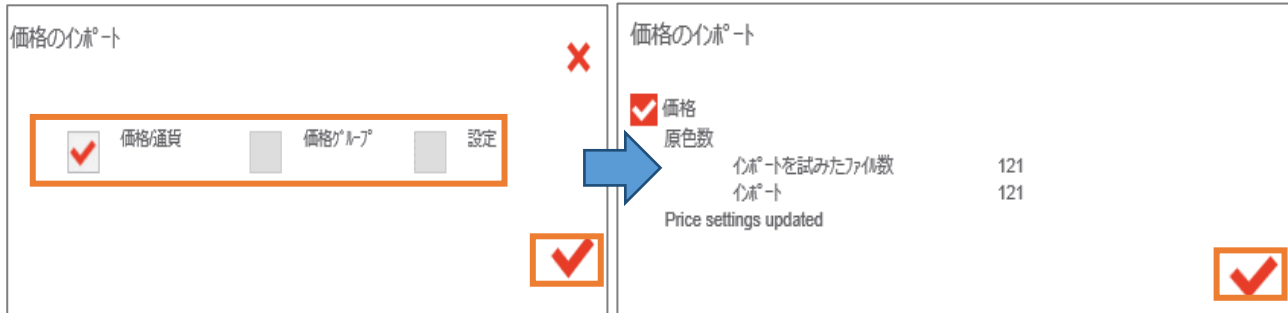 価格のインポート
価格/通貨 価格グループ 設定
価格のインポート
価格
原色数
インポートを試みたファイル数 121
インポート 121
Price settings updated